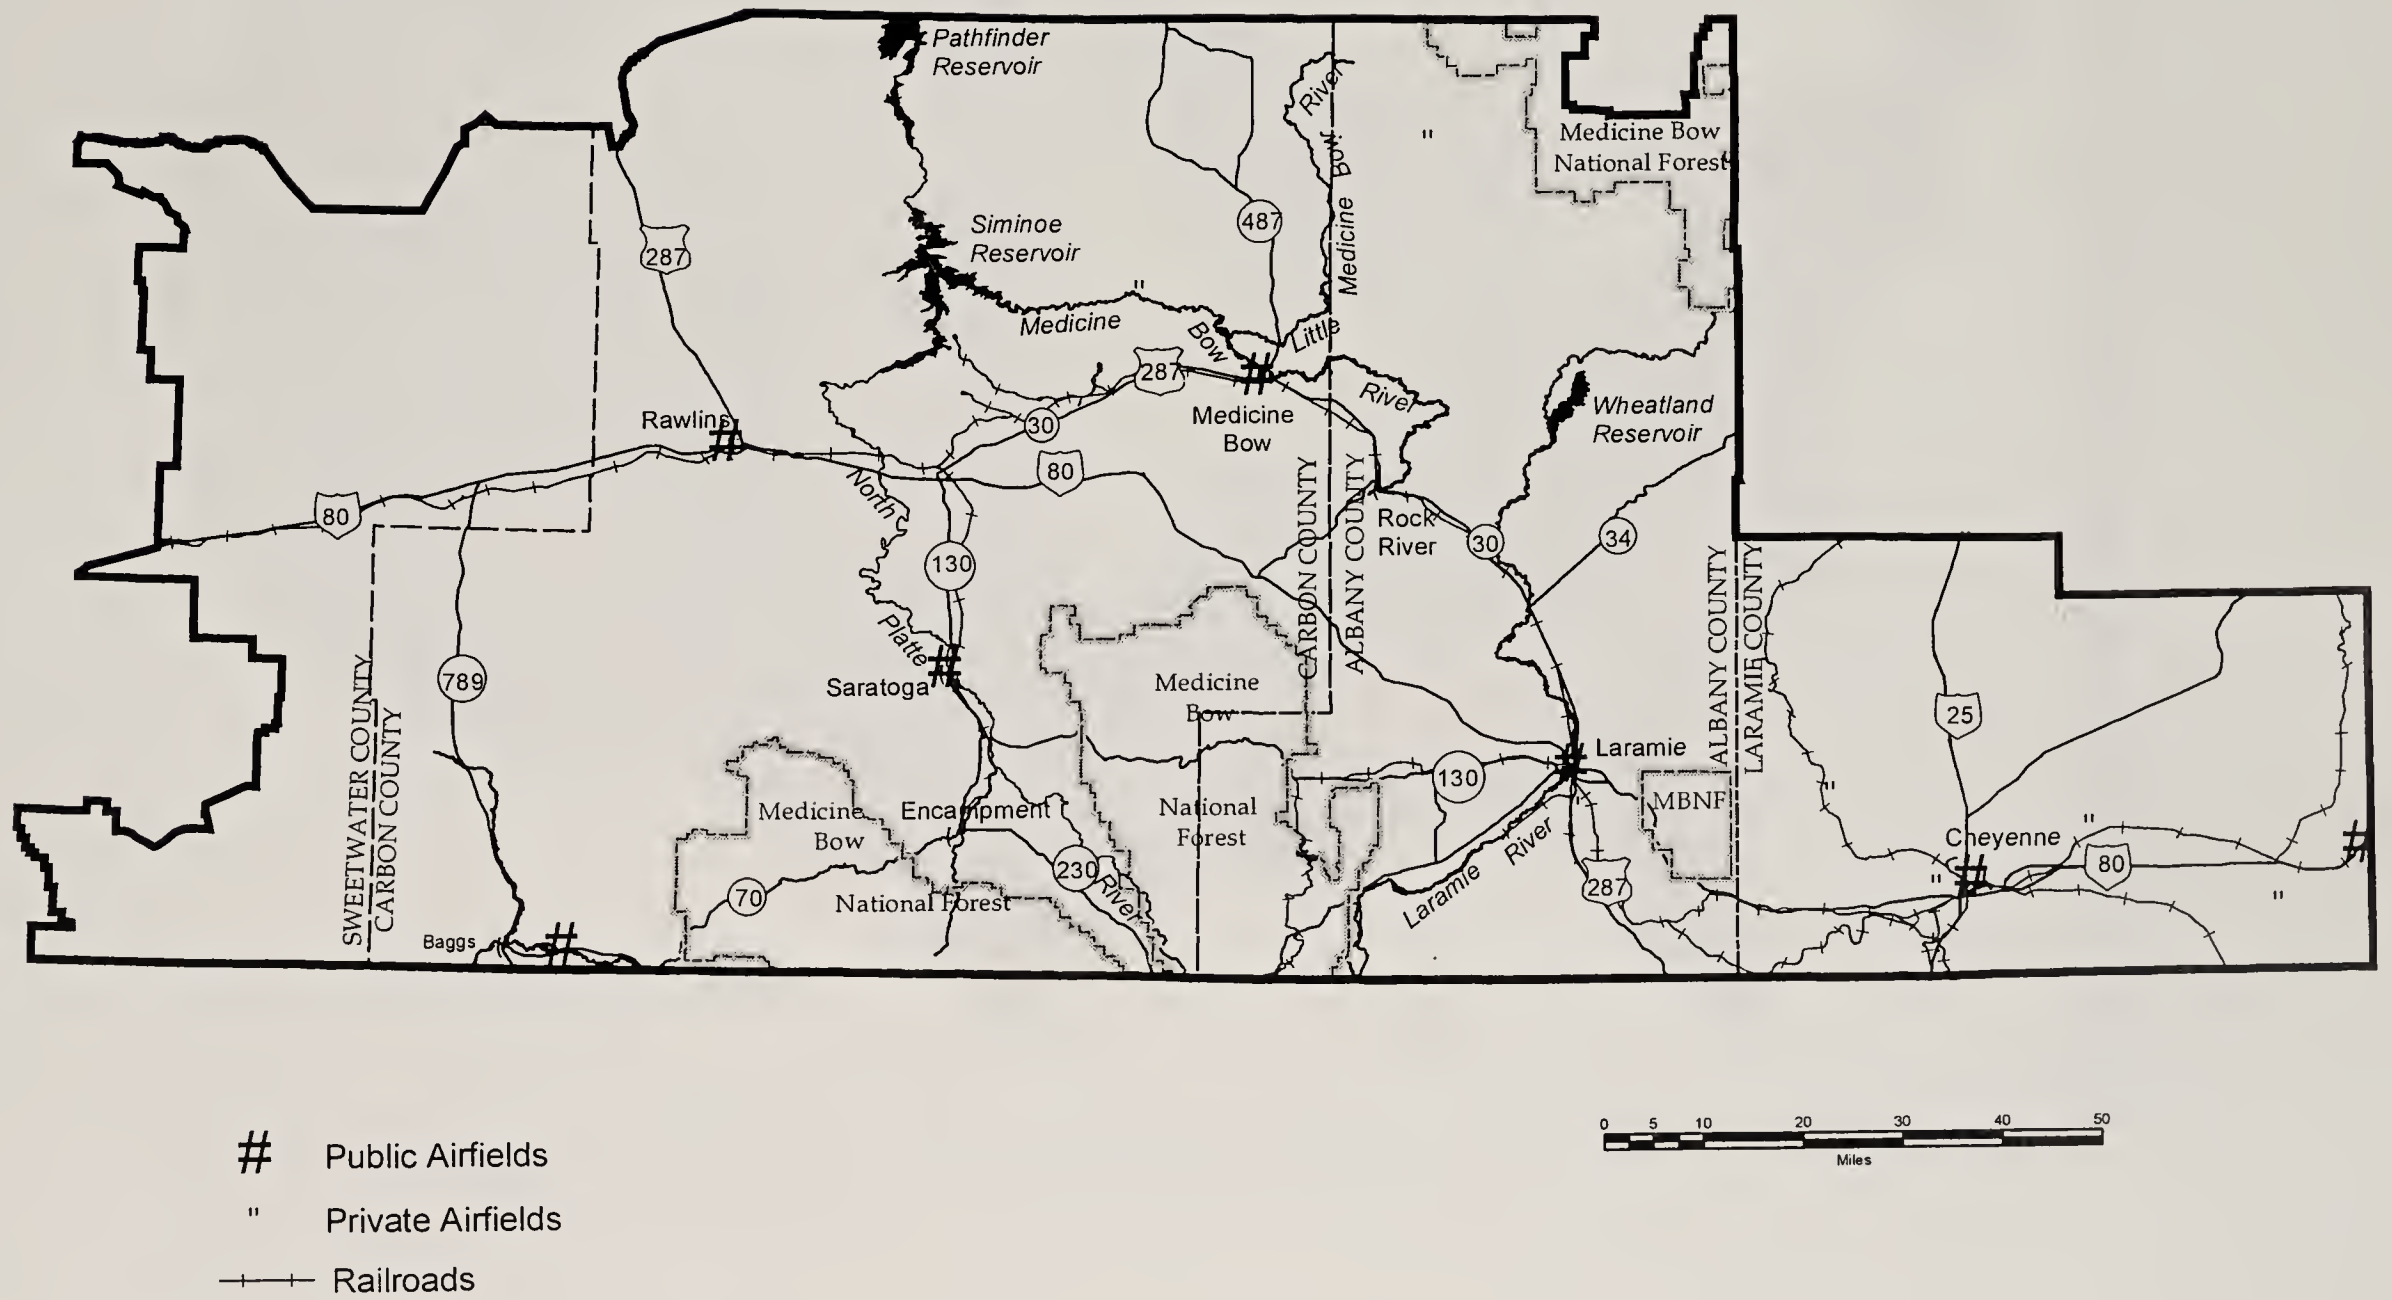 Pathfinder
Reservoir
River
Medicine Bow
National Forest
Siminoe
Reservoir
487
287
Medicine Bow
Medicine
Bow
Little
287
River
Wheatland
Reservoir
Rawlins
30
Medicine
Bow
80
80
North
CARBON COUNTY
ALBANY COUNTY
Rock
River
30
34
130
Platte
Saratoga
789
Medicine
Bow
ALBANY COUNTY
LARAMIE COUNTY
25
SWEETWATER COUNTY
CARBON COUNTY
Laramie
130
Medicine
Bow
Encampment
National
Forest
MBNF
River
Cheyenne
80
230
River
70
National Forest
Laramie
287
Baggs
0 5 10 20 30 40 50
Miles
# Public Airfields
" Private Airfields
Railroads